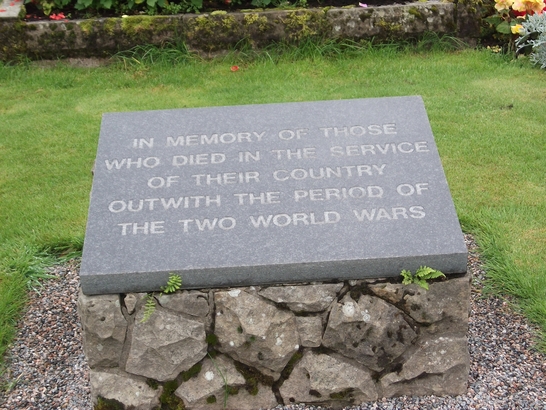 IN MEMORY OF THOSE
WHO DIED IN THE SERVICE
OF THEIR COUNTRY
OUTWITH THE PERIOD OF
THE TWO WORLD WARS